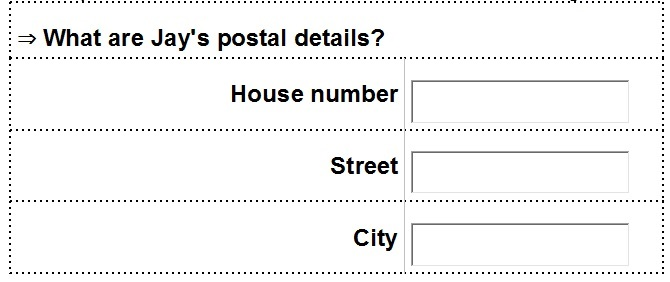 ⇒ What are Jay's postal details?
House number
Street
City